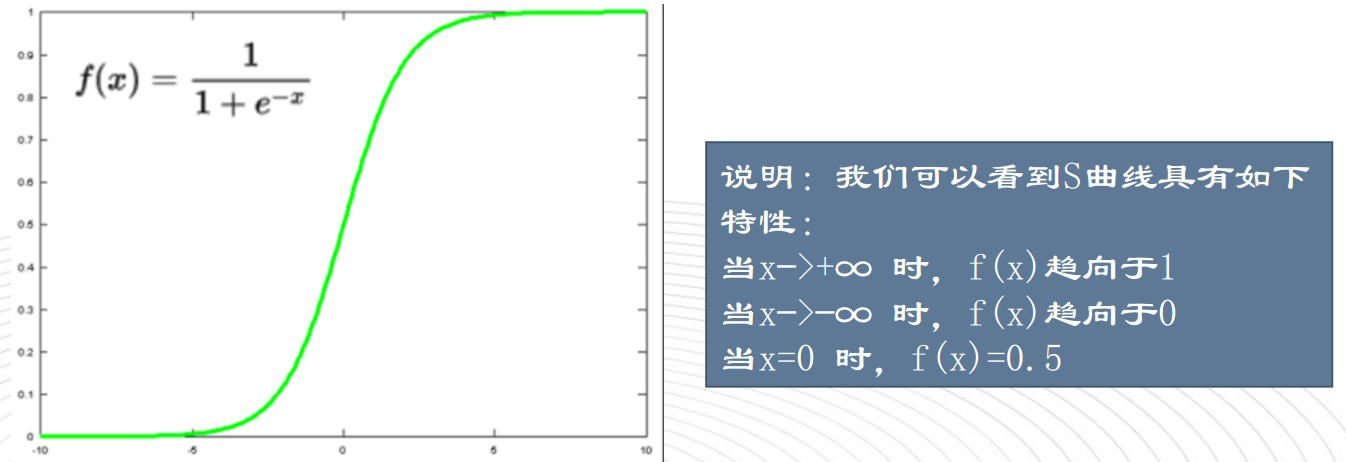 1
0.9
0.8
0.7
0.6
0.5
0.4
0.3
0.2
0.1
0
-10
-5
0
5
10
f(x) = 1 / (1 + e^{-x})
说明：我们可以看到S曲线具有如下
特性：
当x->+∞ 时，f(x)趋向于1
当x->-∞ 时，f(x)趋向于0
当x=0 时，f(x)=0.5